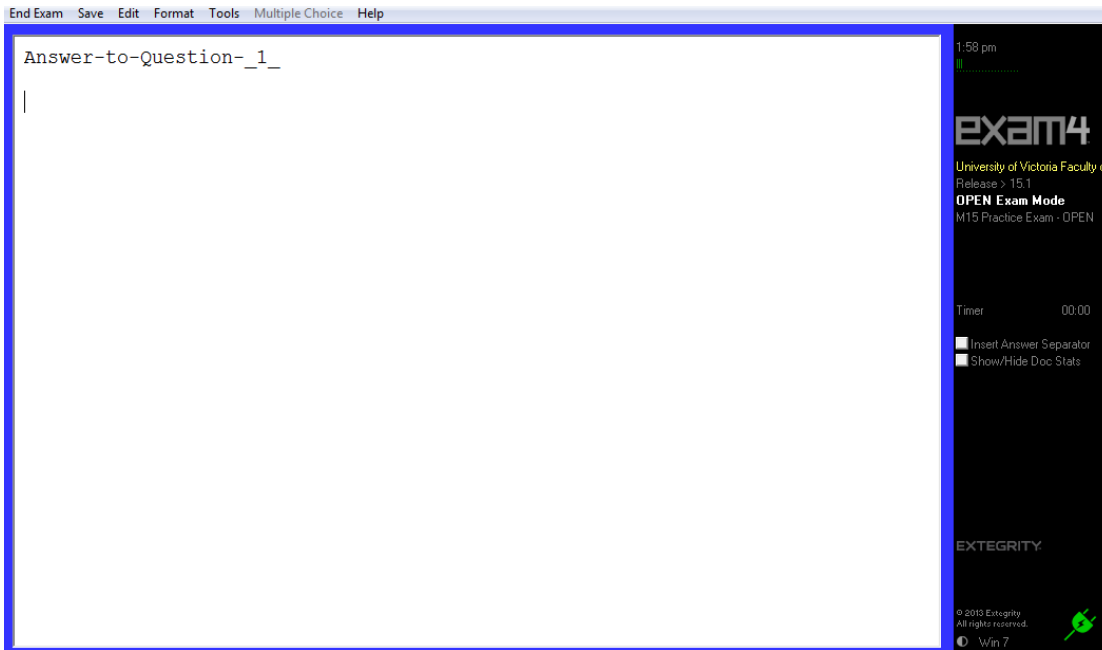 End Exam Save Edit Format Tools Multiple Choice Help
Answer-to-Question-_1_
1:58 pm
exam4
University of Victoria Faculty
Release > 15.1
OPEN Exam Mode
M15 Practice Exam - OPEN
Timer 00:00
Insert Answer Separator
Show/Hide Doc Stats
EXTEGRITY
© 2013 Extegrity
All rights reserved.
Win 7